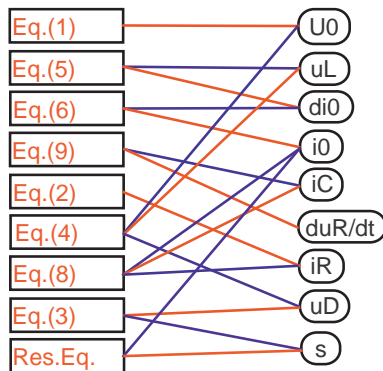 Eq.(1) U0
Eq.(5) uL
Eq.(6) di0
Eq.(9) i0
Eq.(2) iC
Eq.(4) duR/dt
Eq.(8) iR
Eq.(3) uD
Res.Eq. s